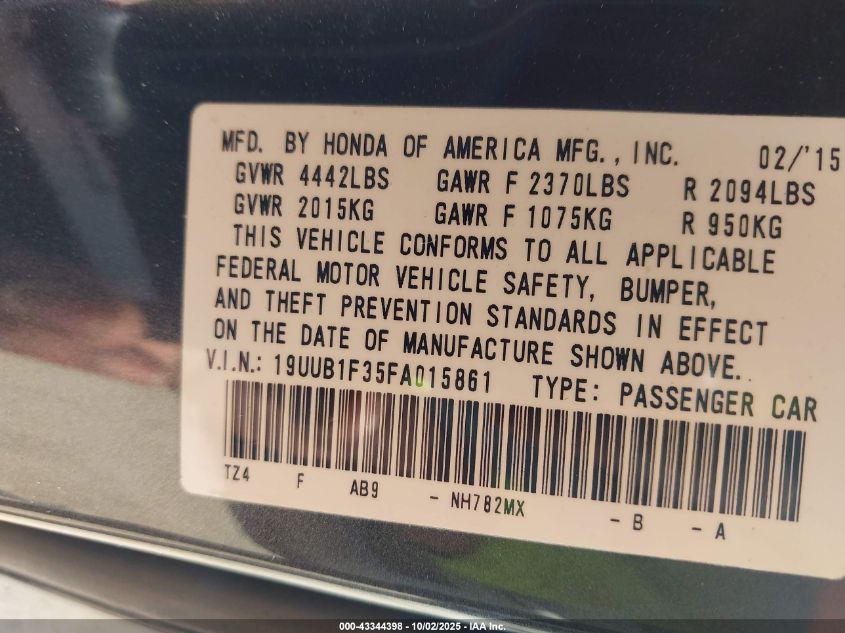 MFD. BY HONDA OF AMERICA MFG., INC. 02/'15
GVWR 4442LBS GAWR F 2370LBS R 2094LBS
GVWR 2015KG GAWR F 1075KG R 950KG
THIS VEHICLE CONFORMS TO ALL APPLICABLE
FEDERAL MOTOR VEHICLE SAFETY, BUMPER,
AND THEFT PREVENTION STANDARDS IN EFFECT
ON THE DATE OF MANUFACTURE SHOWN ABOVE.
V.I.N.: 19UUB1F35FA015861 TYPE: PASSENGER CAR
TZ4 F AB9 - NH782MX - B - A
000-43344398 - 10/02/2025 - IAA Inc.